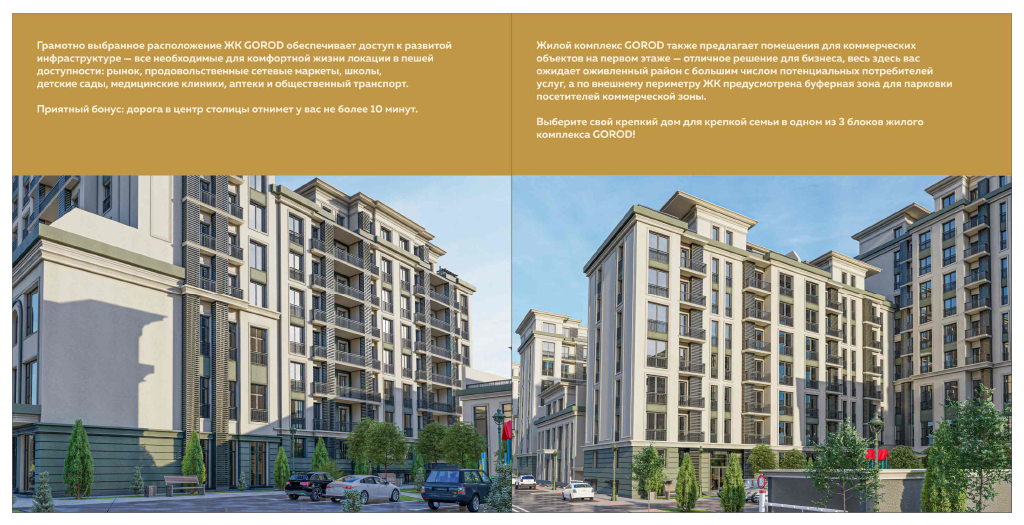 Грамотно выбранное расположение ЖК GOROD обеспечивает доступ к развитой
инфраструктуре — все необходимые для комфортной жизни локации в пешей
доступности: рынок, продовольственные сетевые маркеты, школы,
детские сады, медицинские клиники, аптеки и общественный транспорт.
Приятный бонус: дорога в центр столицы отнимет у вас не более 10 минут.
Жилой комплекс GOROD также предлагает помещения для коммерческих
объектов на первом этаже — отличное решение для бизнеса, весь здесь вас
ожидает оживленный район с большим числом потенциальных потребителей
услуг, а по внешнему периметру ЖК предусмотрена буферная зона для парковки
посетителей коммерческой зоны.
Выберите свой крепкий дом для крепкой семьи в одном из 3 блоков жилого
комплекса GOROD!